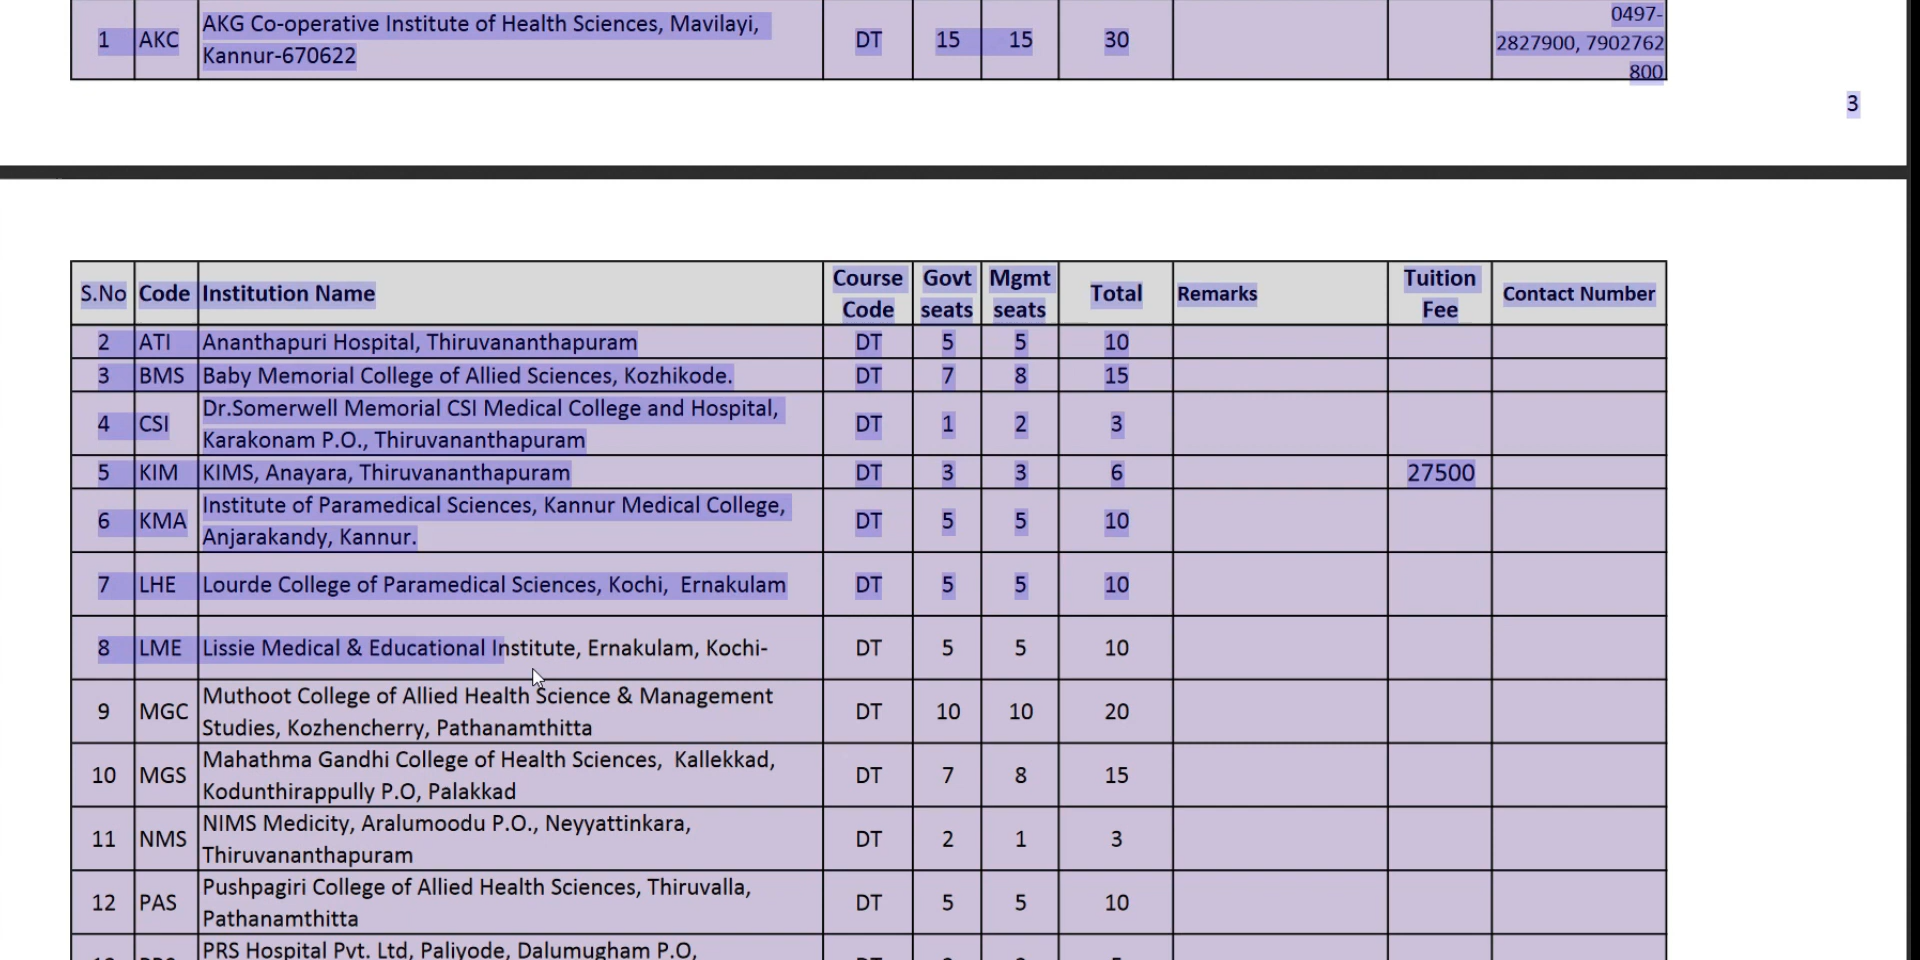 1 AKC AKG Co-operative Institute of Health Sciences, Mavilayi, Kannur-670622 DT 15 15 30 0497-2827900, 7902762800
3
S.No Code Institution Name Course Code Govt seats Mgmt seats Total Remarks Tuition Fee Contact Number
2 ATI Ananthapuri Hospital, Thiruvananthapuram DT 5 5 10
3 BMS Baby Memorial College of Allied Sciences, Kozhikode. DT 7 8 15
4 CSI Dr.Somerwell Memorial CSI Medical College and Hospital, Karakonam P.O., Thiruvananthapuram DT 1 2 3
5 KIM KIMS, Anayara, Thiruvananthapuram DT 3 3 6 27500
6 KMA Institute of Paramedical Sciences, Kannur Medical College, Anjarakandy, Kannur. DT 5 5 10
7 LHE Lourde College of Paramedical Sciences, Kochi, Ernakulam DT 5 5 10
8 LME Lissie Medical & Educational Institute, Ernakulam, Kochi- DT 5 5 10
9 MGC Muthoot College of Allied Health Science & Management Studies, Kozhencherry, Pathanamthitta DT 10 10 20
10 MGS Mahathma Gandhi College of Health Sciences, Kallekkad, Kodunthirappully P.O, Palakkad DT 7 8 15
11 NMS NIMS Medicity, Aralumoodu P.O., Neyyattinkara, Thiruvananthapuram DT 2 1 3
12 PAS Pushpagiri College of Allied Health Sciences, Thiruvalla, Pathanamthitta DT 5 5 10
PRS Hospital Pvt. Ltd, Paliyode, Dalumugham P.O,